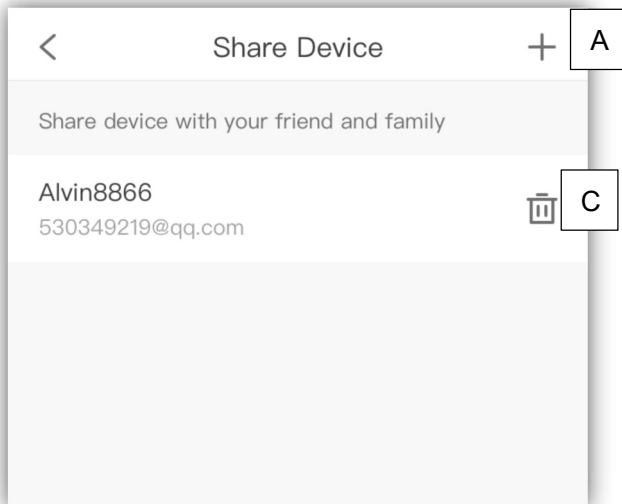 Share Device
A
Share device with your friend and family
Alvin8866
C
530349219@qq.com